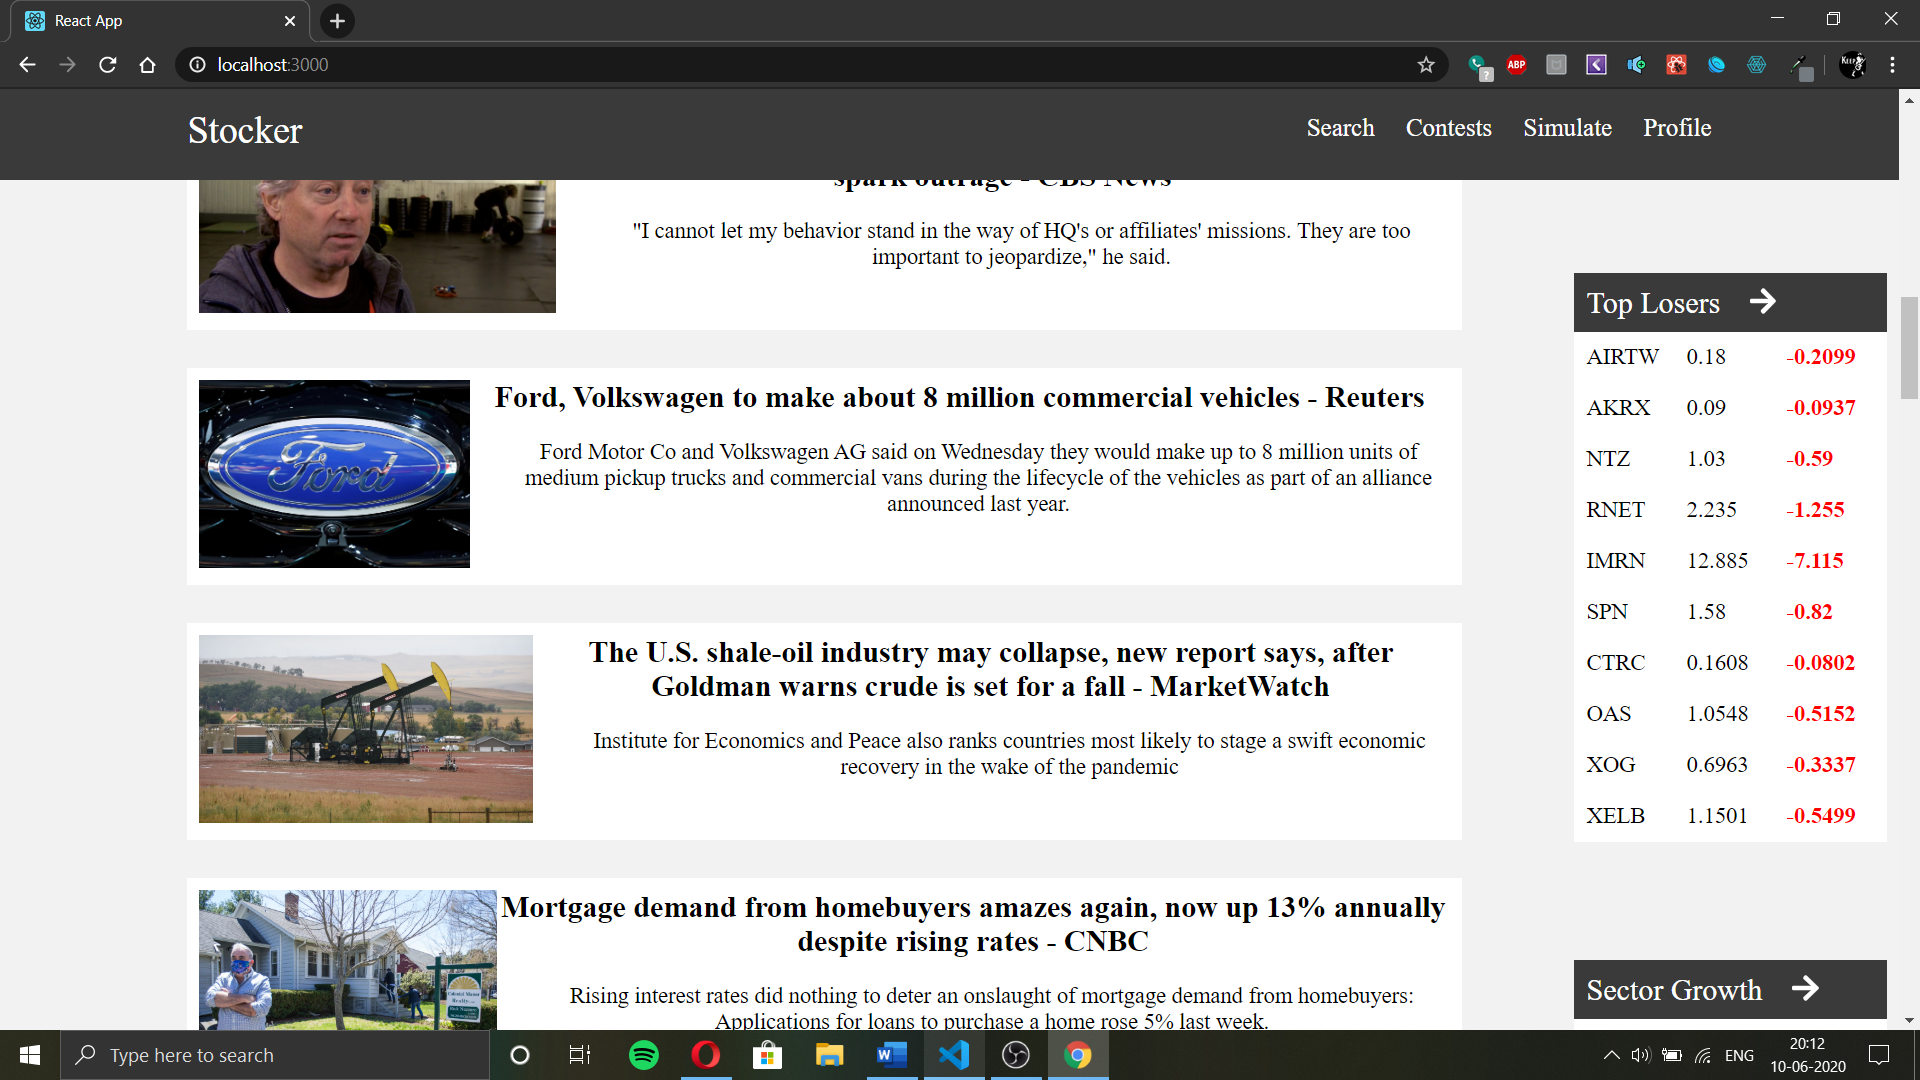 React App
localhost:3000
ABP
Stocker
Search Contests Simulate Profile
spark outrage - CBS News
"I cannot let my behavior stand in the way of HQ's or affiliates' missions. They are too
important to jeopardize," he said.
Ford
Ford, Volkswagen to make about 8 million commercial vehicles - Reuters
Ford Motor Co and Volkswagen AG said on Wednesday they would make up to 8 million units of
medium pickup trucks and commercial vans during the lifecycle of the vehicles as part of an alliance
announced last year.
The U.S. shale-oil industry may collapse, new report says, after
Goldman warns crude is set for a fall - MarketWatch
Institute for Economics and Peace also ranks countries most likely to stage a swift economic
recovery in the wake of the pandemic
Mortgage demand from homebuyers amazes again, now up 13% annually
despite rising rates - CNBC
Rising interest rates did nothing to deter an onslaught of mortgage demand from homebuyers:
Applications for loans to purchase a home rose 5% last week.
Top Losers
AIRTW 0.18 -0.2099
AKRX 0.09 -0.0937
NTZ 1.03 -0.59
RNET 2.235 -1.255
IMRN 12.885 -7.115
SPN 1.58 -0.82
CTRC 0.1608 -0.0802
OAS 1.0548 -0.5152
XOG 0.6963 -0.3337
XELB 1.1501 -0.5499
Sector Growth
Type here to search
ENG
20:12
10-06-2020